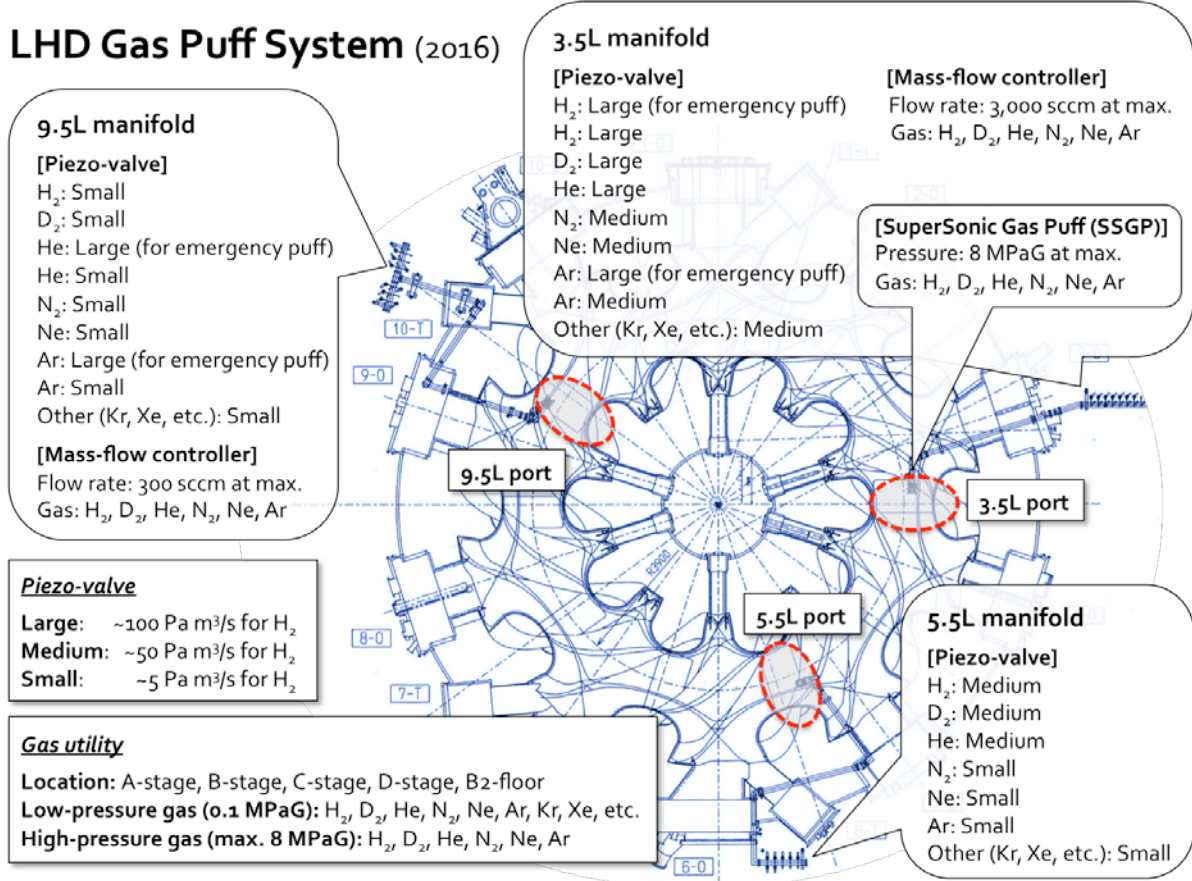 LHD Gas Puff System (2016)
9.5L manifold
[Piezo-valve]
H₂: Small
D₂: Small
He: Large (for emergency puff)
He: Small
N₂: Small
Ne: Small
Ar: Large (for emergency puff)
Ar: Small
Other (Kr, Xe, etc.): Small
[Mass-flow controller]
Flow rate: 300 sccm at max.
Gas: H₂, D₂, He, N₂, Ne, Ar
3.5L manifold
[Piezo-valve]
H₂: Large (for emergency puff)
H₂: Large
D₂: Large
He: Large
N₂: Medium
Ne: Medium
Ar: Large (for emergency puff)
Ar: Medium
Other (Kr, Xe, etc.): Medium
[Mass-flow controller]
Flow rate: 3,000 sccm at max.
Gas: H₂, D₂, He, N₂, Ne, Ar
[SuperSonic Gas Puff (SSGP)]
Pressure: 8 MPaG at max.
Gas: H₂, D₂, He, N₂, Ne, Ar
10-T
9-O
9.5L port
3.5L port
5.5L port
R3900
8-O
7-T
6-O
Piezo-valve
Large: ~100 Pa m³/s for H₂
Medium: ~50 Pa m³/s for H₂
Small: ~5 Pa m³/s for H₂
Gas utility
Location: A-stage, B-stage, C-stage, D-stage, B2-floor
Low-pressure gas (0.1 MPaG): H₂, D₂, He, N₂, Ne, Ar, Kr, Xe, etc.
High-pressure gas (max. 8 MPaG): H₂, D₂, He, N₂, Ne, Ar
5.5L manifold
[Piezo-valve]
H₂: Medium
D₂: Medium
He: Medium
N₂: Small
Ne: Small
Ar: Small
Other (Kr, Xe, etc.): Small